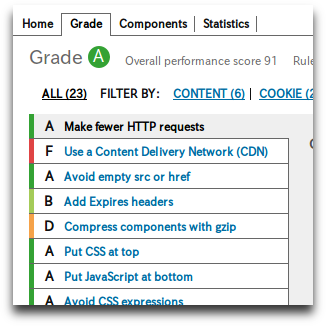 Home Grade Components Statistics
Grade A Overall performance score 91 Rule
ALL (23) FILTER BY: CONTENT (6) | COOKIE (2
A Make fewer HTTP requests
F Use a Content Delivery Network (CDN)
A Avoid empty src or href
B Add Expires headers
D Compress components with gzip
A Put CSS at top
A Put JavaScript at bottom
A Avoid CSS expressions